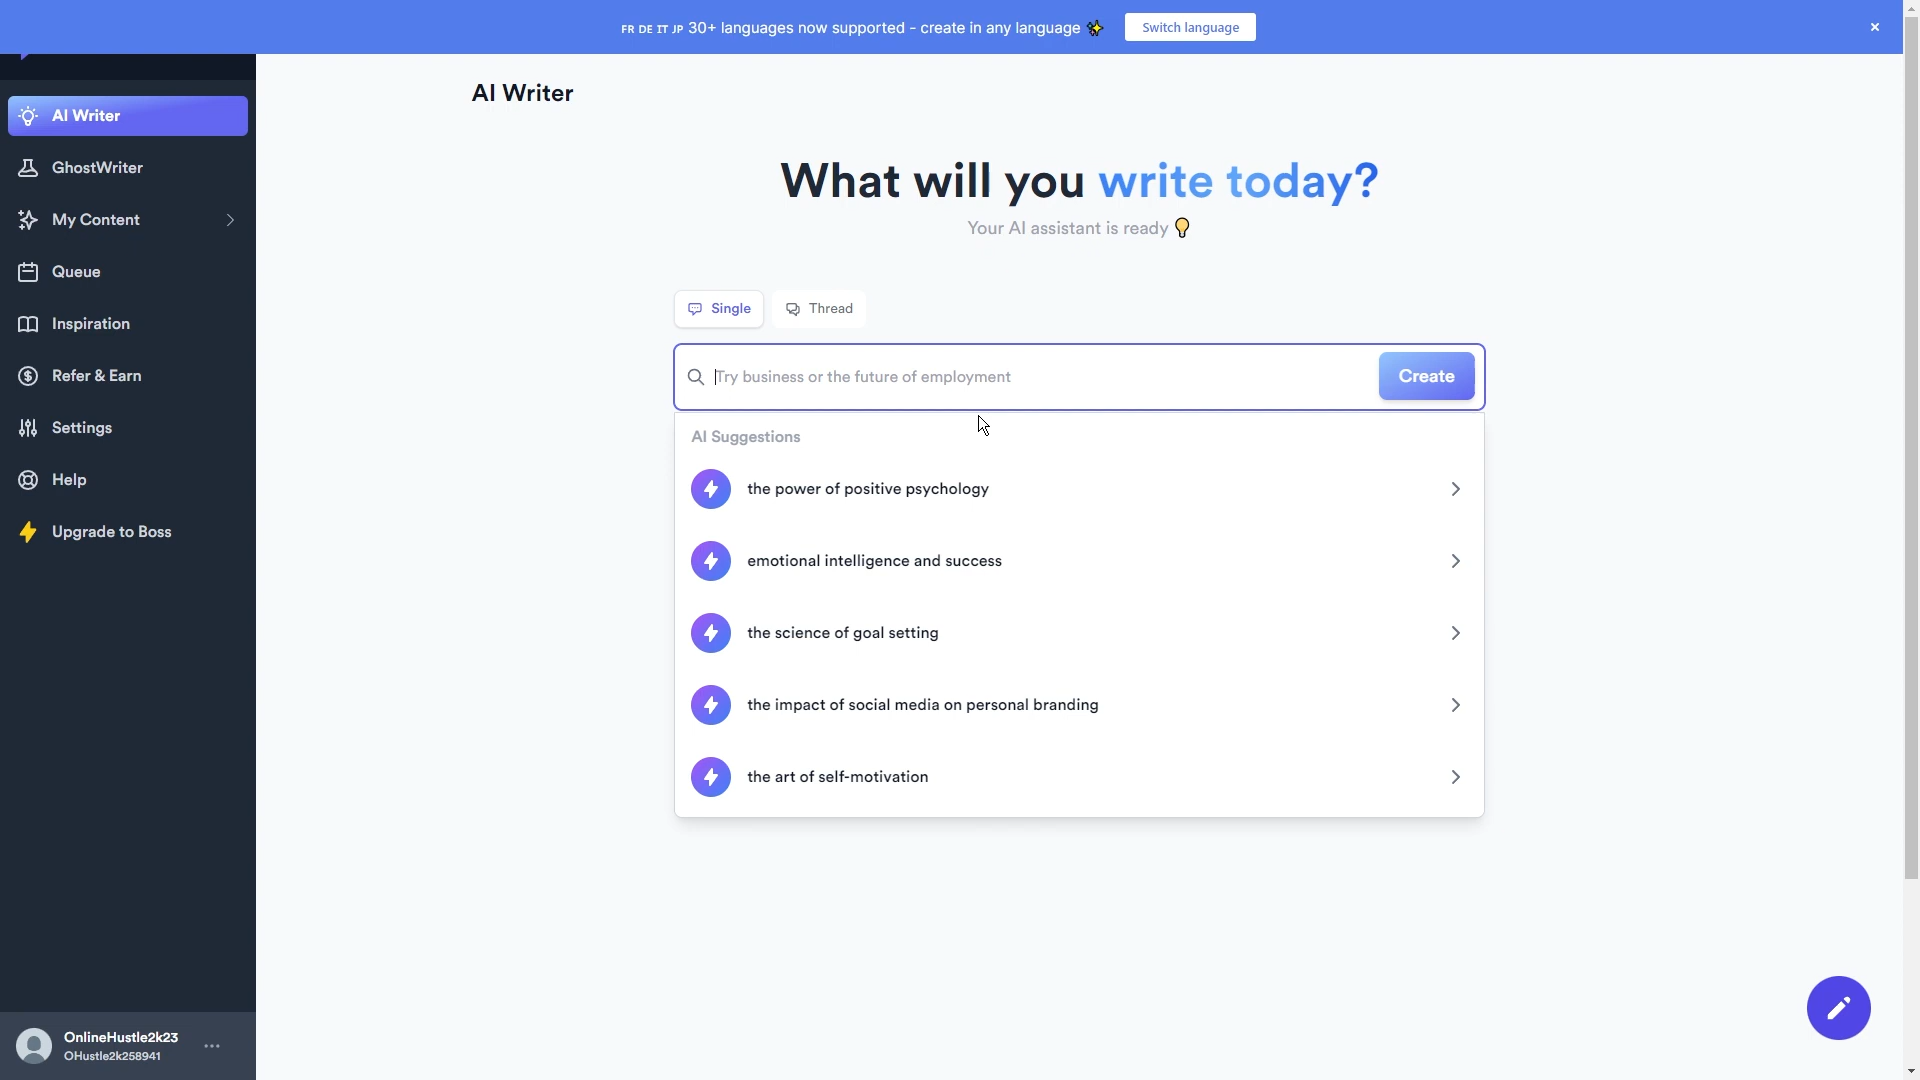 FR DE IT JP 30+ languages now supported - create in any language ✨
Switch language
AI Writer
GhostWriter
My Content
Queue
Inspiration
Refer & Earn
Settings
Help
Upgrade to Boss
OnlineHustle2k23
OHustle2k258941
AI Writer
What will you write today?
Your AI assistant is ready 💡
Single
Thread
Try business or the future of employment
Create
AI Suggestions
the power of positive psychology
emotional intelligence and success
the science of goal setting
the impact of social media on personal branding
the art of self-motivation